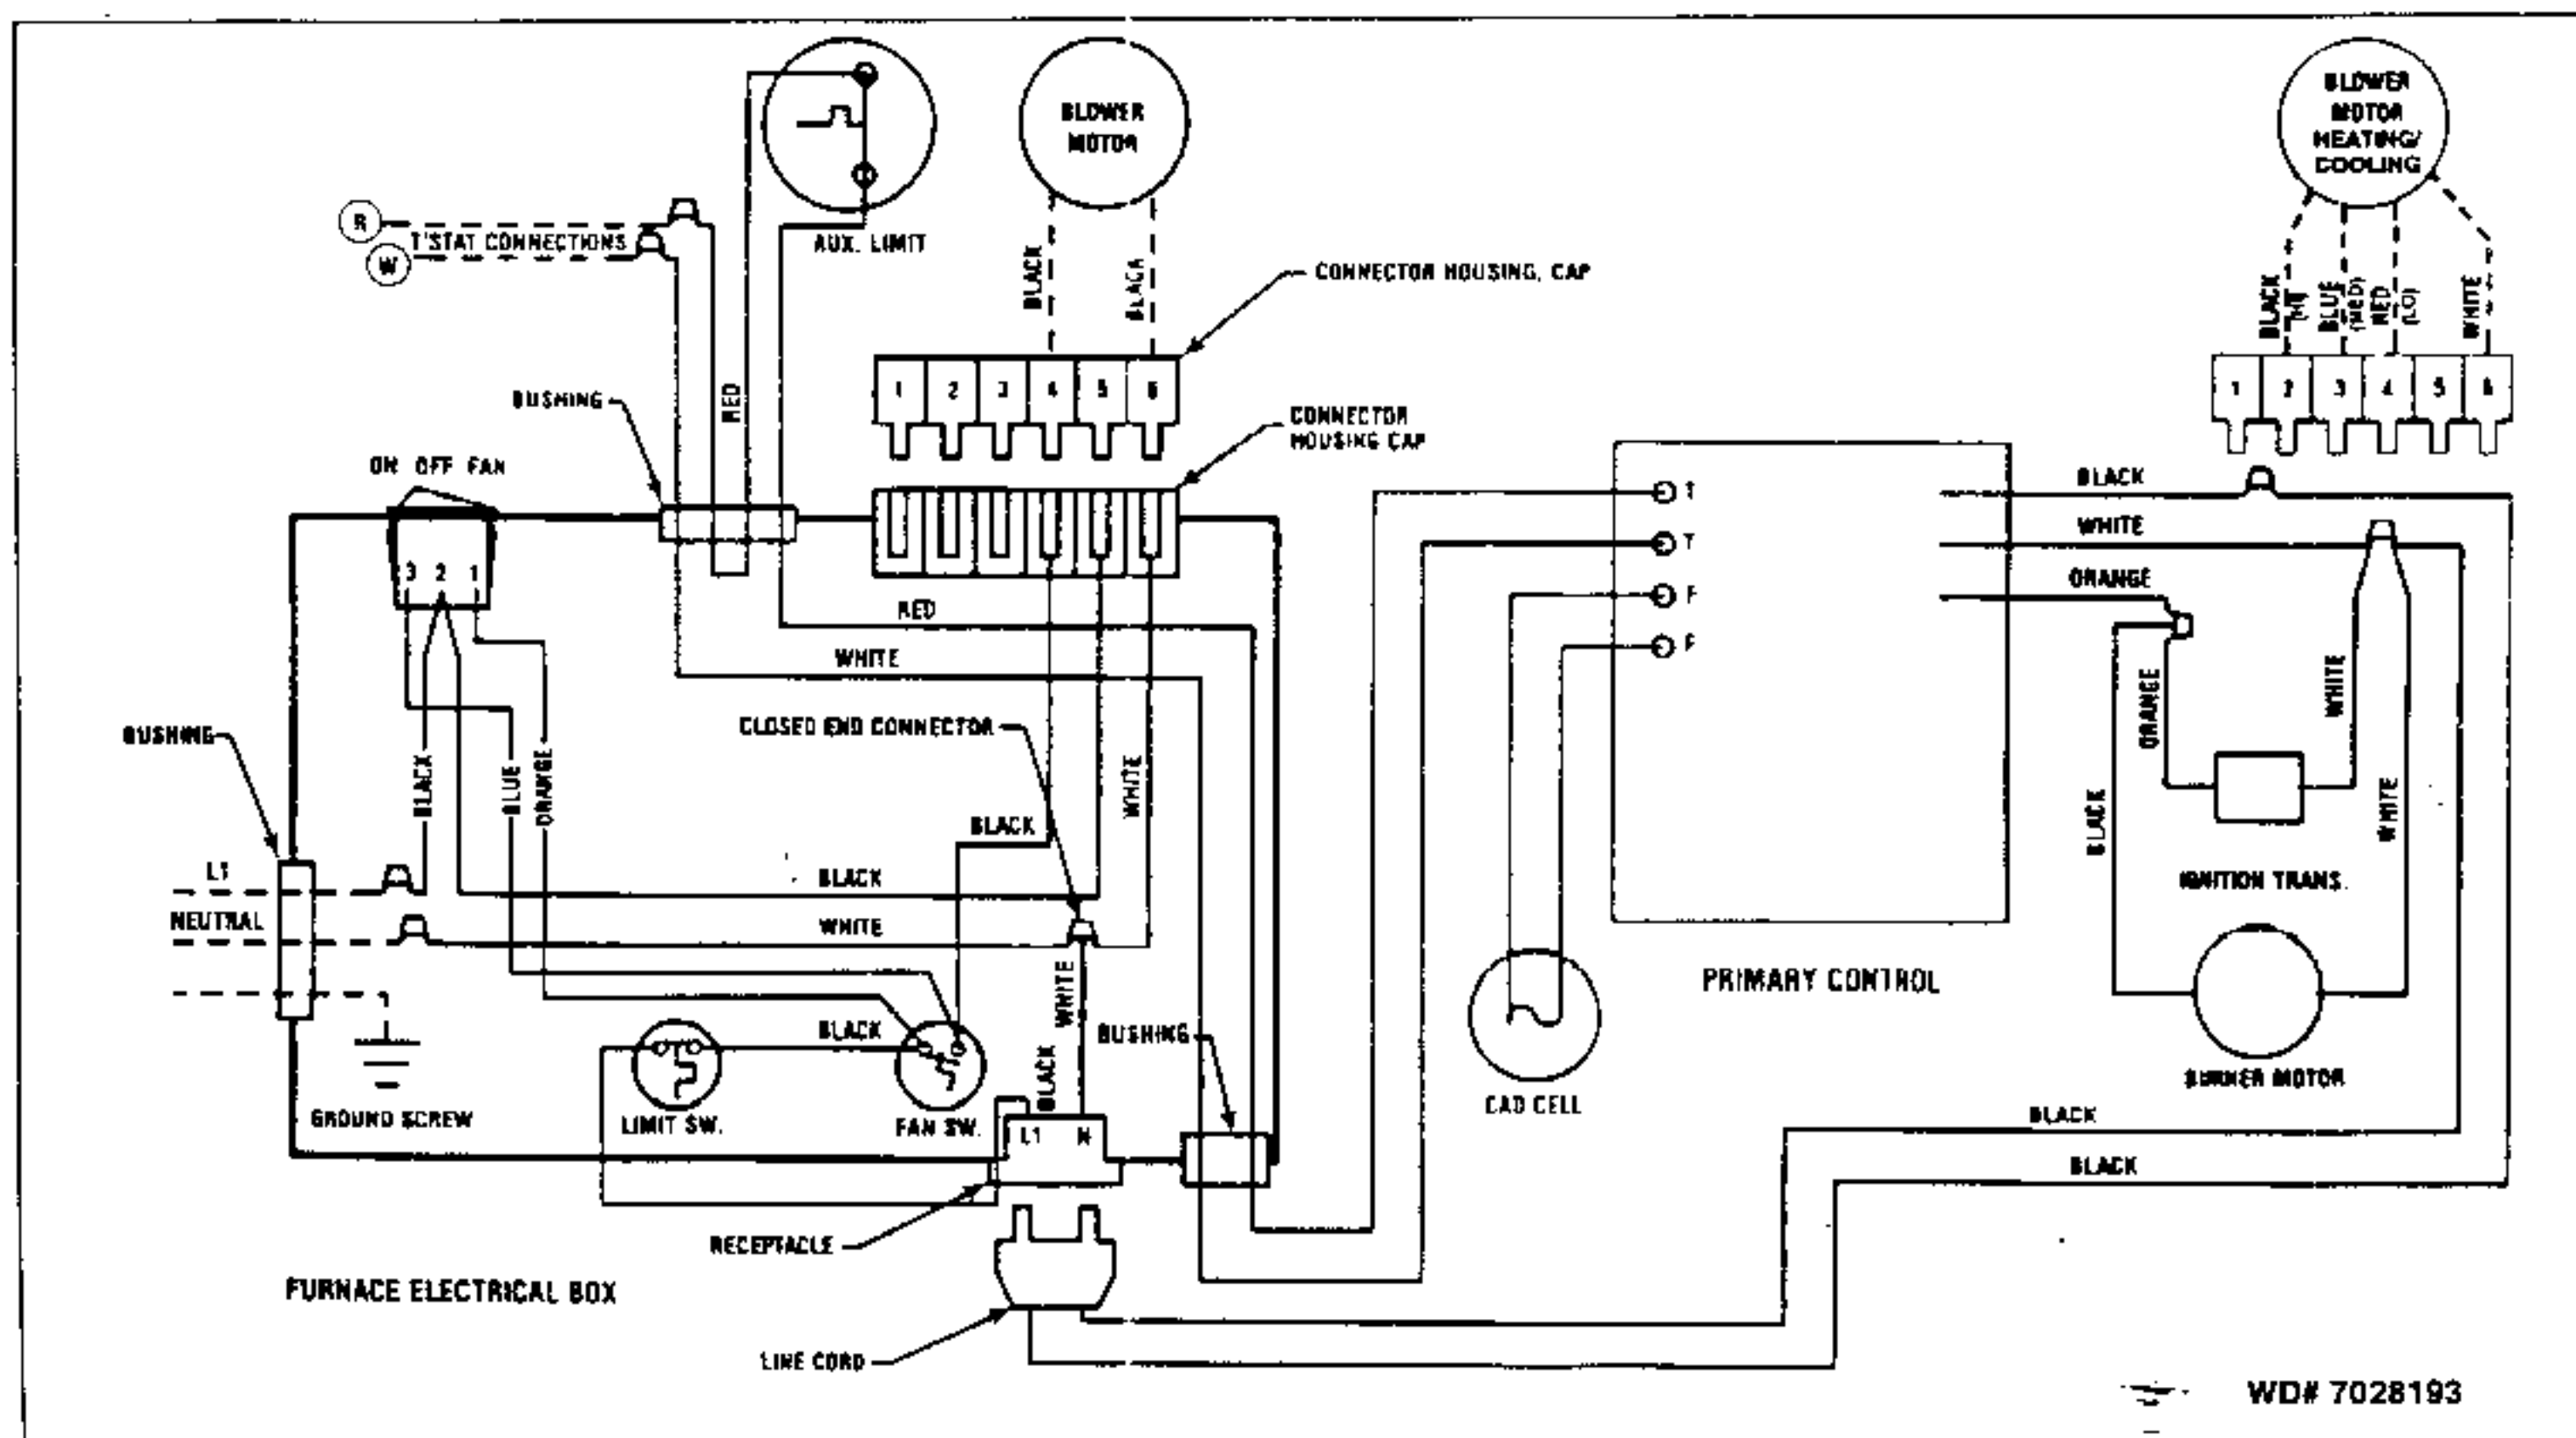 BLOWER
MOTOR
BLOWER
MOTOR
HEATING/
COOLING
R
T'STAT CONNECTIONS
W
AUX. LIMIT
BLACK
BLACK
CONNECTOR HOUSING, CAP
BLACK
(HI)
BLUE
(MED)
RED
(LO)
WHITE
1 2 3 4 5 6
1 2 3 4 5 6
BUSHING
RED
CONNECTOR
HOUSING CAP
ON OFF FAN
3 2 1
T
T
F
F
BLACK
WHITE
ORANGE
RED
WHITE
BUSHING
CLOSED END CONNECTOR
BLACK
BLUE
ORANGE
WHITE
BLACK
ORANGE
WHITE
BLACK
WHITE
L1
BLACK
NEUTRAL
WHITE
IGNITION TRANS.
PRIMARY CONTROL
BLACK
WHITE
BLACK
BUSHING
GROUND SCREW
LIMIT SW.
FAN SW.
L1 N
CAD CELL
BURNER MOTOR
BLACK
BLACK
RECEPTACLE
FURNACE ELECTRICAL BOX
LINE CORD
WD# 7028193